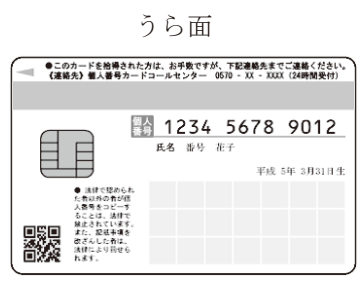 うら面
●このカードを拾得された方は、お手数ですが、下記連絡先までご連絡ください。
《連絡先》個人番号カードコールセンター 0570 - XX - XXXX (24時間受付)
個人
番号
1234 5678 9012
氏名 番号 花子
平成 5年 3月31日生
● 法律で認められ
た者以外の者が個
人番号をコピーす
ることは、法律で
禁止されています。
また、記載事項を
改ざんした者は、
法律により罰せら
れます。